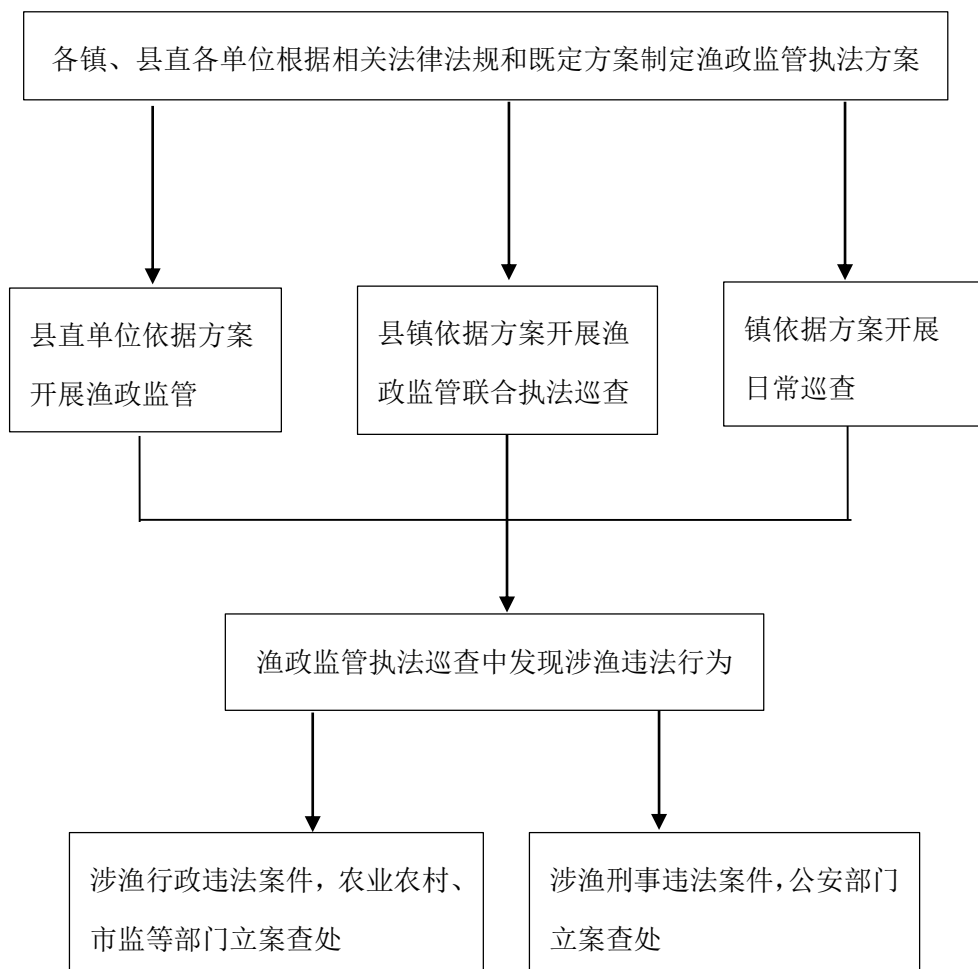 各镇、县直各单位根据相关法律法规和既定方案制定渔政监管执法方案
县直单位依据方案
开展渔政监管
县镇依据方案开展渔
政监管联合执法巡查
镇依据方案开展
日常巡查
渔政监管执法巡查中发现涉渔违法行为
涉渔行政违法案件，农业农村、
市监等部门立案查处
涉渔刑事违法案件，公安部门
立案查处